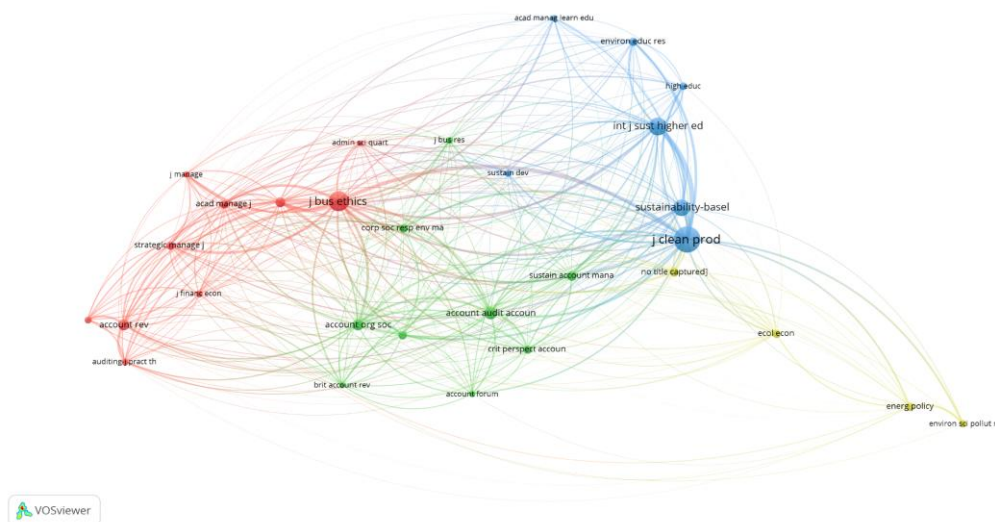 acad manag learn edu
environ educ res
high educ
int j sust higher ed
admin sci quart
j bus res
j manage
sustain dev
acad manage j
j bus ethics
sustainability-basel
corp soc resp env ma
j clean prod
strategic manage j
no title captured]
sustain account mana
j financ econ
account audit accoun
account rev
account org soc
ecol econ
crit perspect accoun
auditing-j pract th
brit account rev
account forum
energ policy
environ sci pollut
VOSviewer